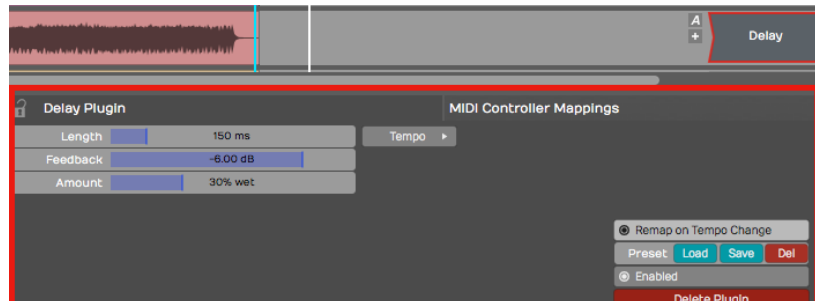 A
+
Delay
Delay Plugin
MIDI Controller Mappings
Length 150 ms
Tempo
Feedback -6.00 dB
Amount 30% wet
Remap on Tempo Change
Preset Load Save Del
Enabled
Delete Plugin